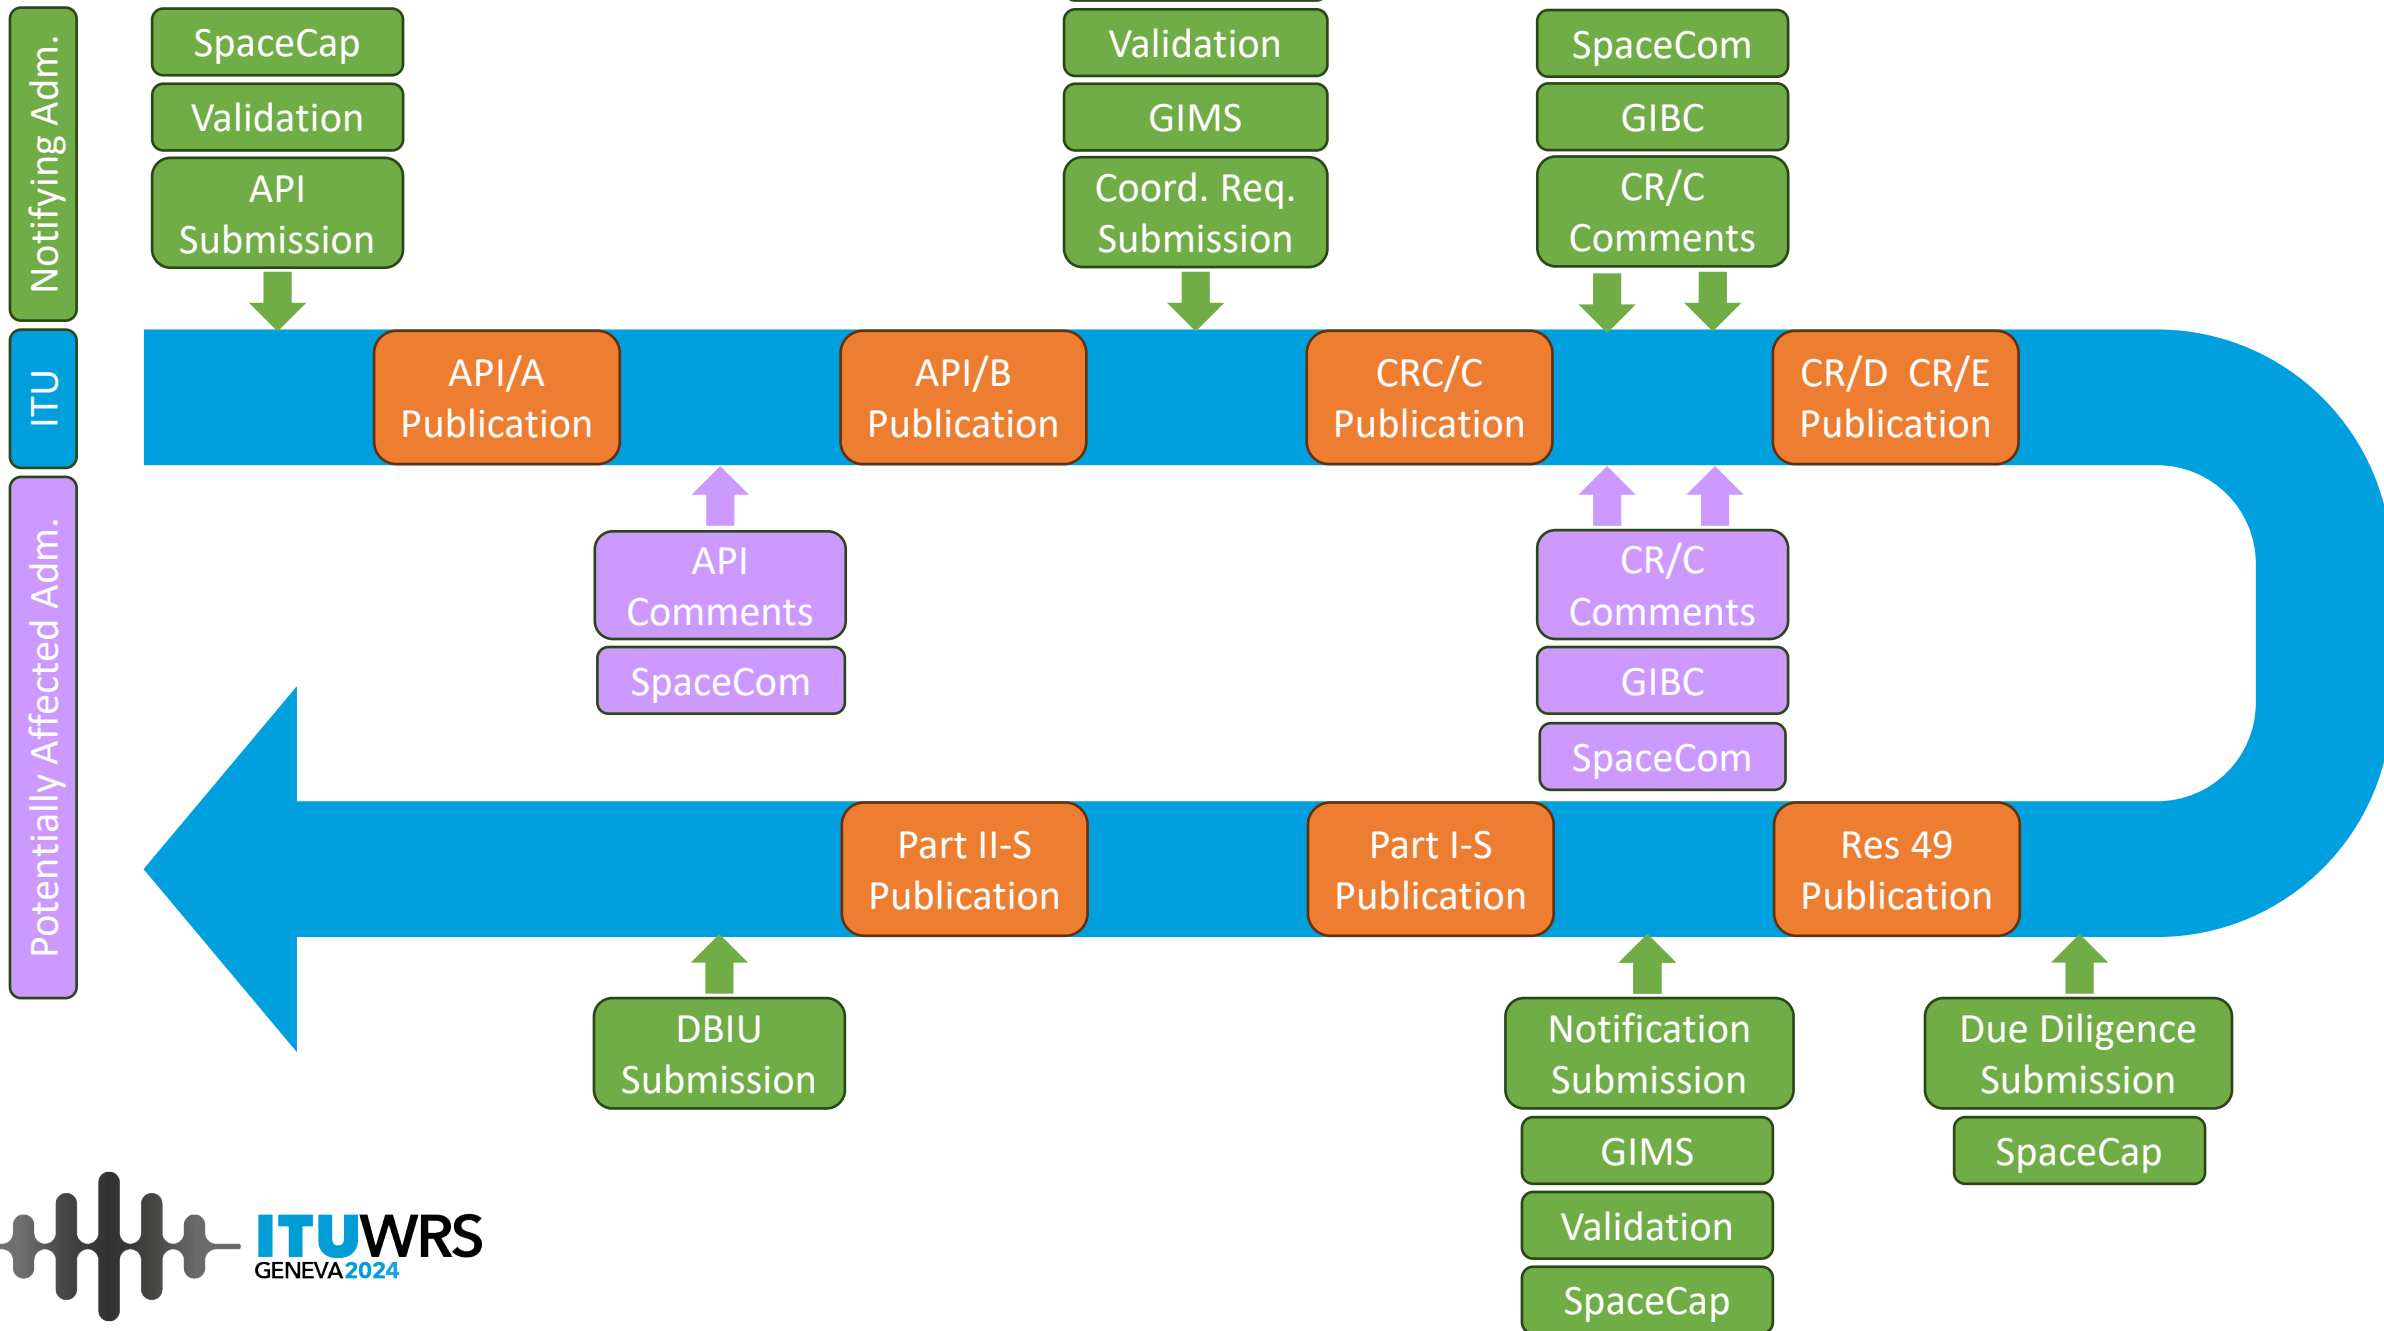 Notifying Adm.
ITU
Potentially Affected Adm.
SpaceCap
Validation
API
Submission
Validation
GIMS
Coord. Req.
Submission
SpaceCom
GIBC
CR/C
Comments
API/A
Publication
API/B
Publication
CRC/C
Publication
CR/D CR/E
Publication
API
Comments
SpaceCom
CR/C
Comments
GIBC
SpaceCom
Part II-S
Publication
Part I-S
Publication
Res 49
Publication
DBIU
Submission
Notification
Submission
GIMS
Validation
SpaceCap
Due Diligence
Submission
SpaceCap
ITUWRS
GENEVA2024